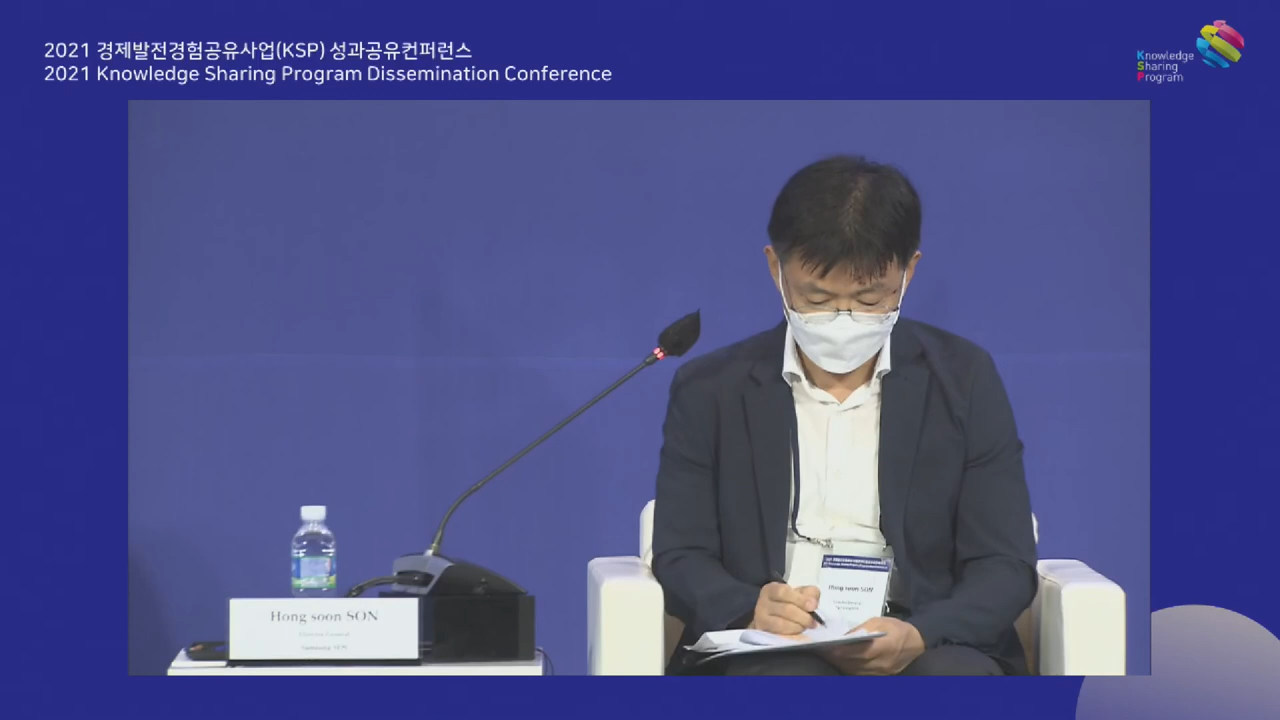 2021 경제발전경험공유사업(KSP) 성과공유컨퍼런스
2021 Knowledge Sharing Program Dissemination Conference
Knowledge
Sharing
Program
Hong soon SON
Hong soon SON